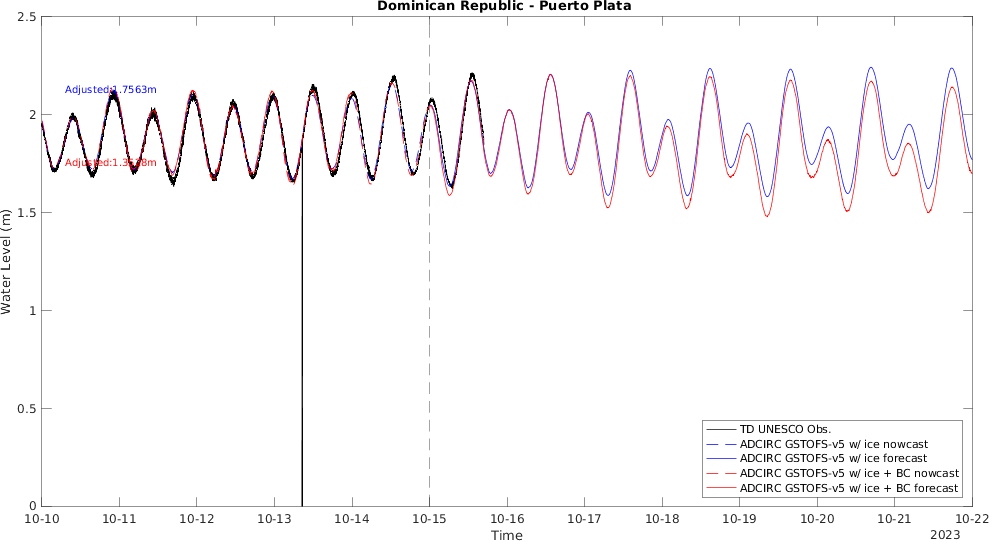 Dominican Republic - Puerto Plata
2.5
2
1.5
1
0.5
0
Water Level (m)
Adjusted:1.7563m
TD UNESCO Obs.
ADCIRC GSTOFS-v5 w/ ice nowcast
ADCIRC GSTOFS-v5 w/ ice forecast
ADCIRC GSTOFS-v5 w/ ice + BC nowcast
ADCIRC GSTOFS-v5 w/ ice + BC forecast
10-10 10-11 10-12 10-13 10-14 10-15 10-16 10-17 10-18 10-19 10-20 10-21 10-22
Time
2023